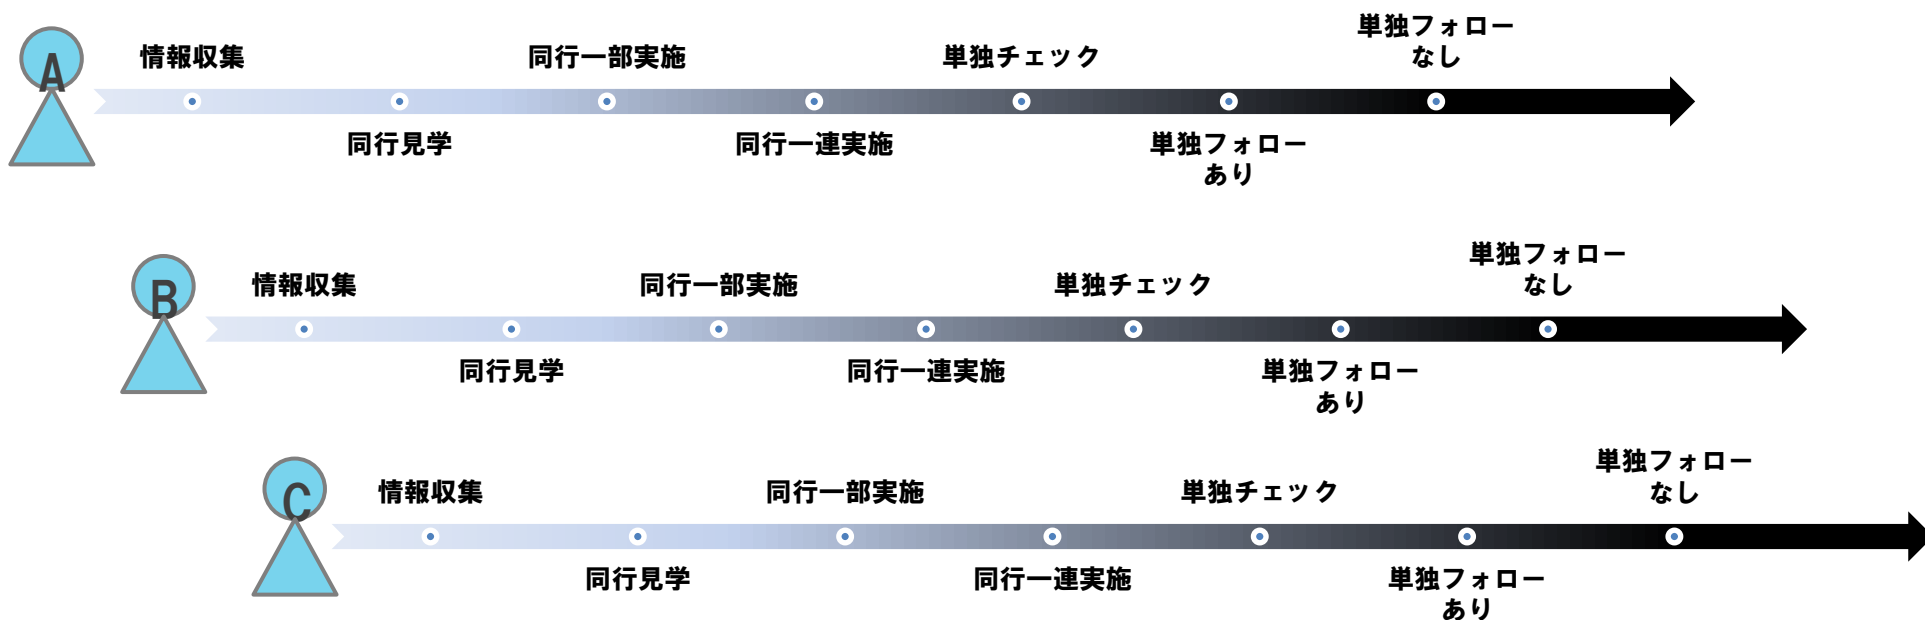 A
情報収集
同行見学
同行一部実施
同行一連実施
単独チェック
単独フォロー
あり
単独フォロー
なし
B
情報収集
同行見学
同行一部実施
同行一連実施
単独チェック
単独フォロー
あり
単独フォロー
なし
C
情報収集
同行見学
同行一部実施
同行一連実施
単独チェック
単独フォロー
あり
単独フォロー
なし